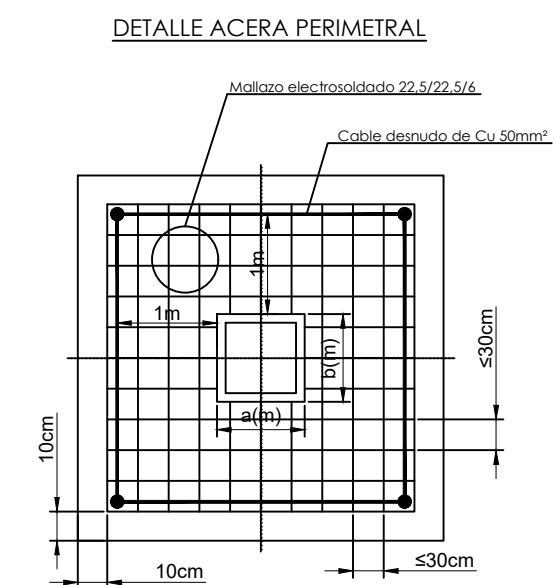 DETALLE ACERA PERIMETRAL
Mallazo electrosoldado 22,5/22,5/6
Cable desnudo de Cu 50mm²
1m
1m
b(m)
≤30cm
a(m)
10cm
10cm
≤30cm